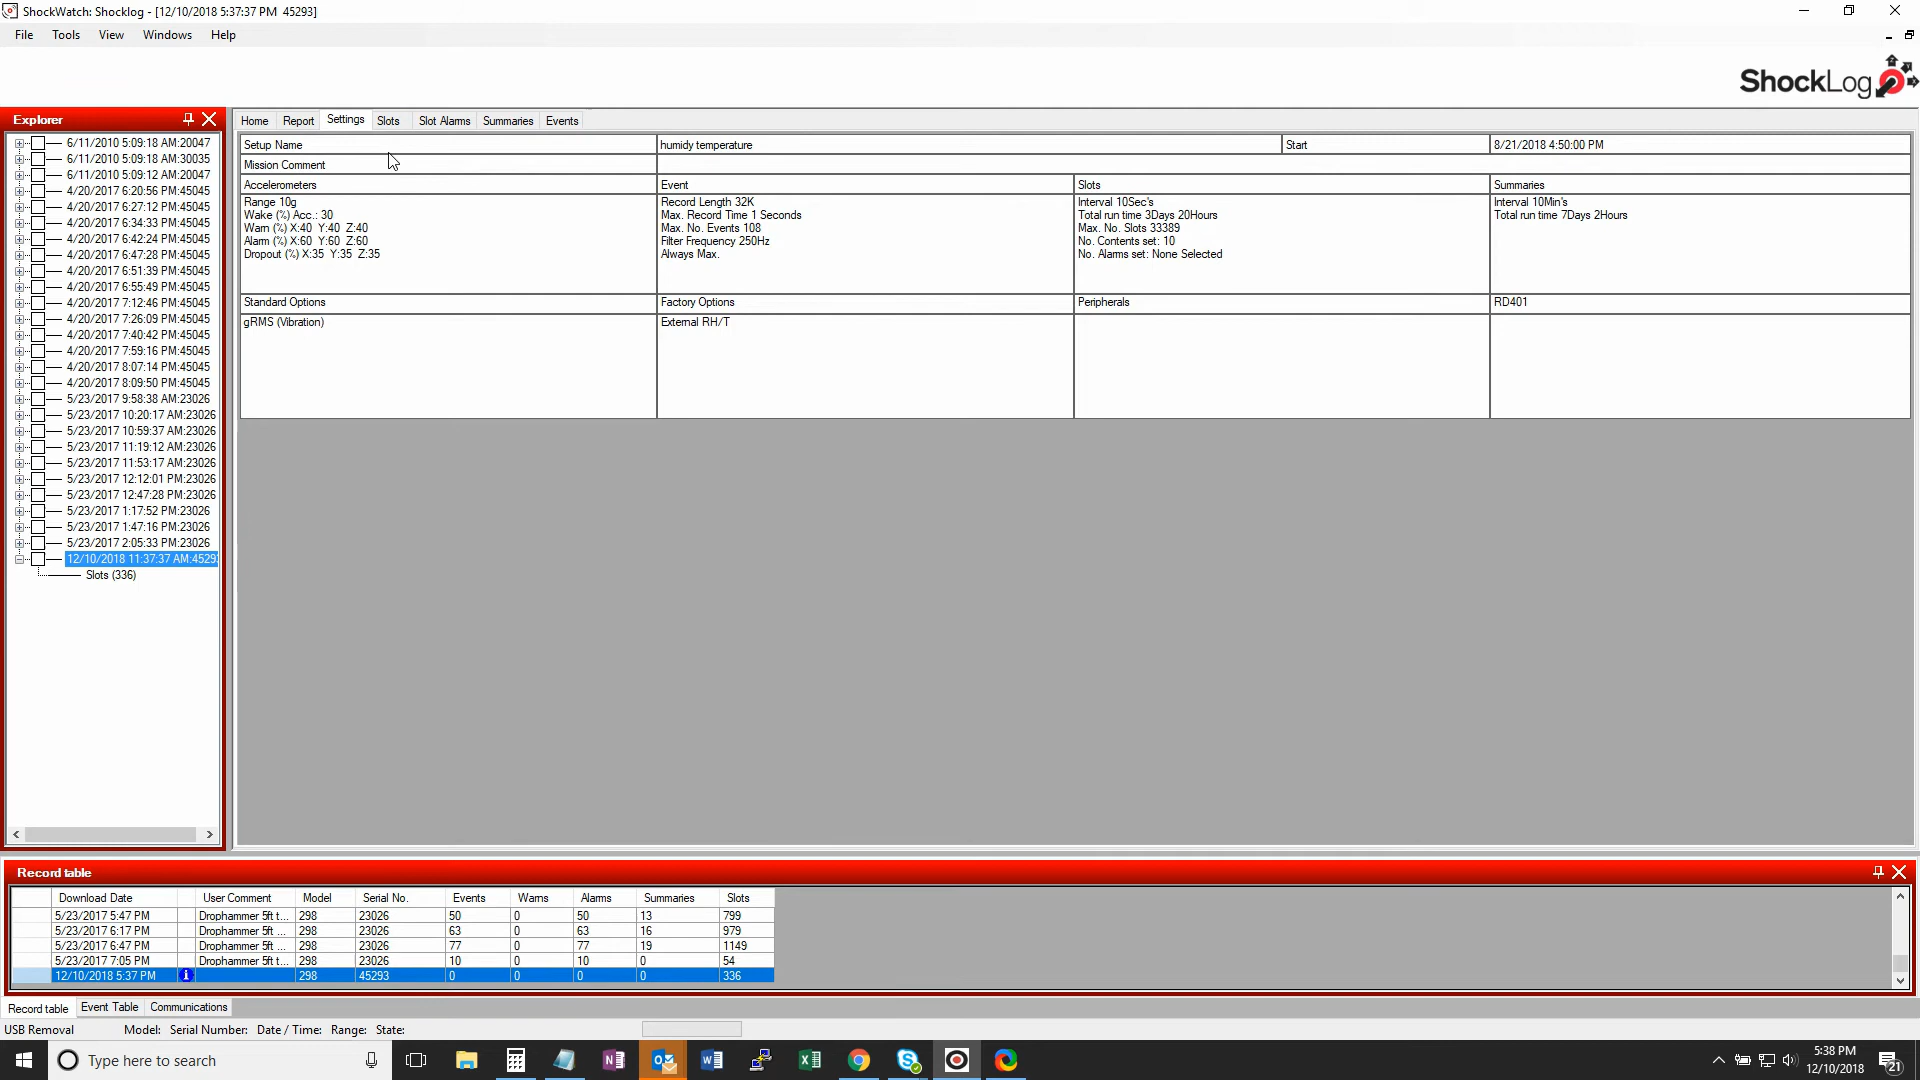 ShockWatch: Shocklog - [12/10/2018 5:37:37 PM  45293]
File Tools View Windows Help
ShockLog
Explorer
6/11/2010 5:09:18 AM:20047
6/11/2010 5:09:18 AM:30035
6/11/2010 5:09:12 AM:20047
4/20/2017 6:20:56 PM:45045
4/20/2017 6:27:12 PM:45045
4/20/2017 6:34:33 PM:45045
4/20/2017 6:42:24 PM:45045
4/20/2017 6:47:28 PM:45045
4/20/2017 6:51:39 PM:45045
4/20/2017 6:55:49 PM:45045
4/20/2017 7:12:46 PM:45045
4/20/2017 7:26:09 PM:45045
4/20/2017 7:40:42 PM:45045
4/20/2017 7:59:16 PM:45045
4/20/2017 8:07:14 PM:45045
4/20/2017 8:09:50 PM:45045
5/23/2017 9:58:38 AM:23026
5/23/2017 10:20:17 AM:23026
5/23/2017 10:59:37 AM:23026
5/23/2017 11:19:12 AM:23026
5/23/2017 11:53:17 AM:23026
5/23/2017 12:12:01 PM:23026
5/23/2017 12:47:28 PM:23026
5/23/2017 1:17:52 PM:23026
5/23/2017 1:47:16 PM:23026
5/23/2017 2:05:33 PM:23026
12/10/2018 11:37:37 AM:4529
Slots (336)
Home Report Settings Slots Slot Alarms Summaries Events
Setup Name humidy temperature Start 8/21/2018 4:50:00 PM
Mission Comment
Accelerometers
Range 10g
Wake (%) Acc.: 30
Warn (%) X:40 Y:40 Z:40
Alarm (%) X:60 Y:60 Z:60
Dropout (%) X:35 Y:35 Z:35
Event
Record Length 32K
Max. Record Time 1 Seconds
Max. No. Events 108
Filter Frequency 250Hz
Always Max.
Slots
Interval 10Sec's
Total run time 3Days 20Hours
Max. No. Slots 33389
No. Contents set: 10
No. Alarms set: None Selected
Summaries
Interval 10Min's
Total run time 7Days 2Hours
Standard Options
gRMS (Vibration)
Factory Options
External RH/T
Peripherals
RD401
Record table
Download Date User Comment Model Serial No. Events Warns Alarms Summaries Slots
5/23/2017 5:47 PM Drophammer 5ft t... 298 23026 50 0 50 13 799
5/23/2017 6:17 PM Drophammer 5ft ... 298 23026 63 0 63 16 979
5/23/2017 6:47 PM Drophammer 5ft ... 298 23026 77 0 77 19 1149
5/23/2017 7:05 PM Drophammer 5ft t... 298 23026 10 0 10 0 54
12/10/2018 5:37 PM i 298 45293 0 0 0 0 336
Record table Event Table Communications
USB Removal Model: Serial Number: Date / Time: Range: State:
Type here to search
5:38 PM
12/10/2018
21